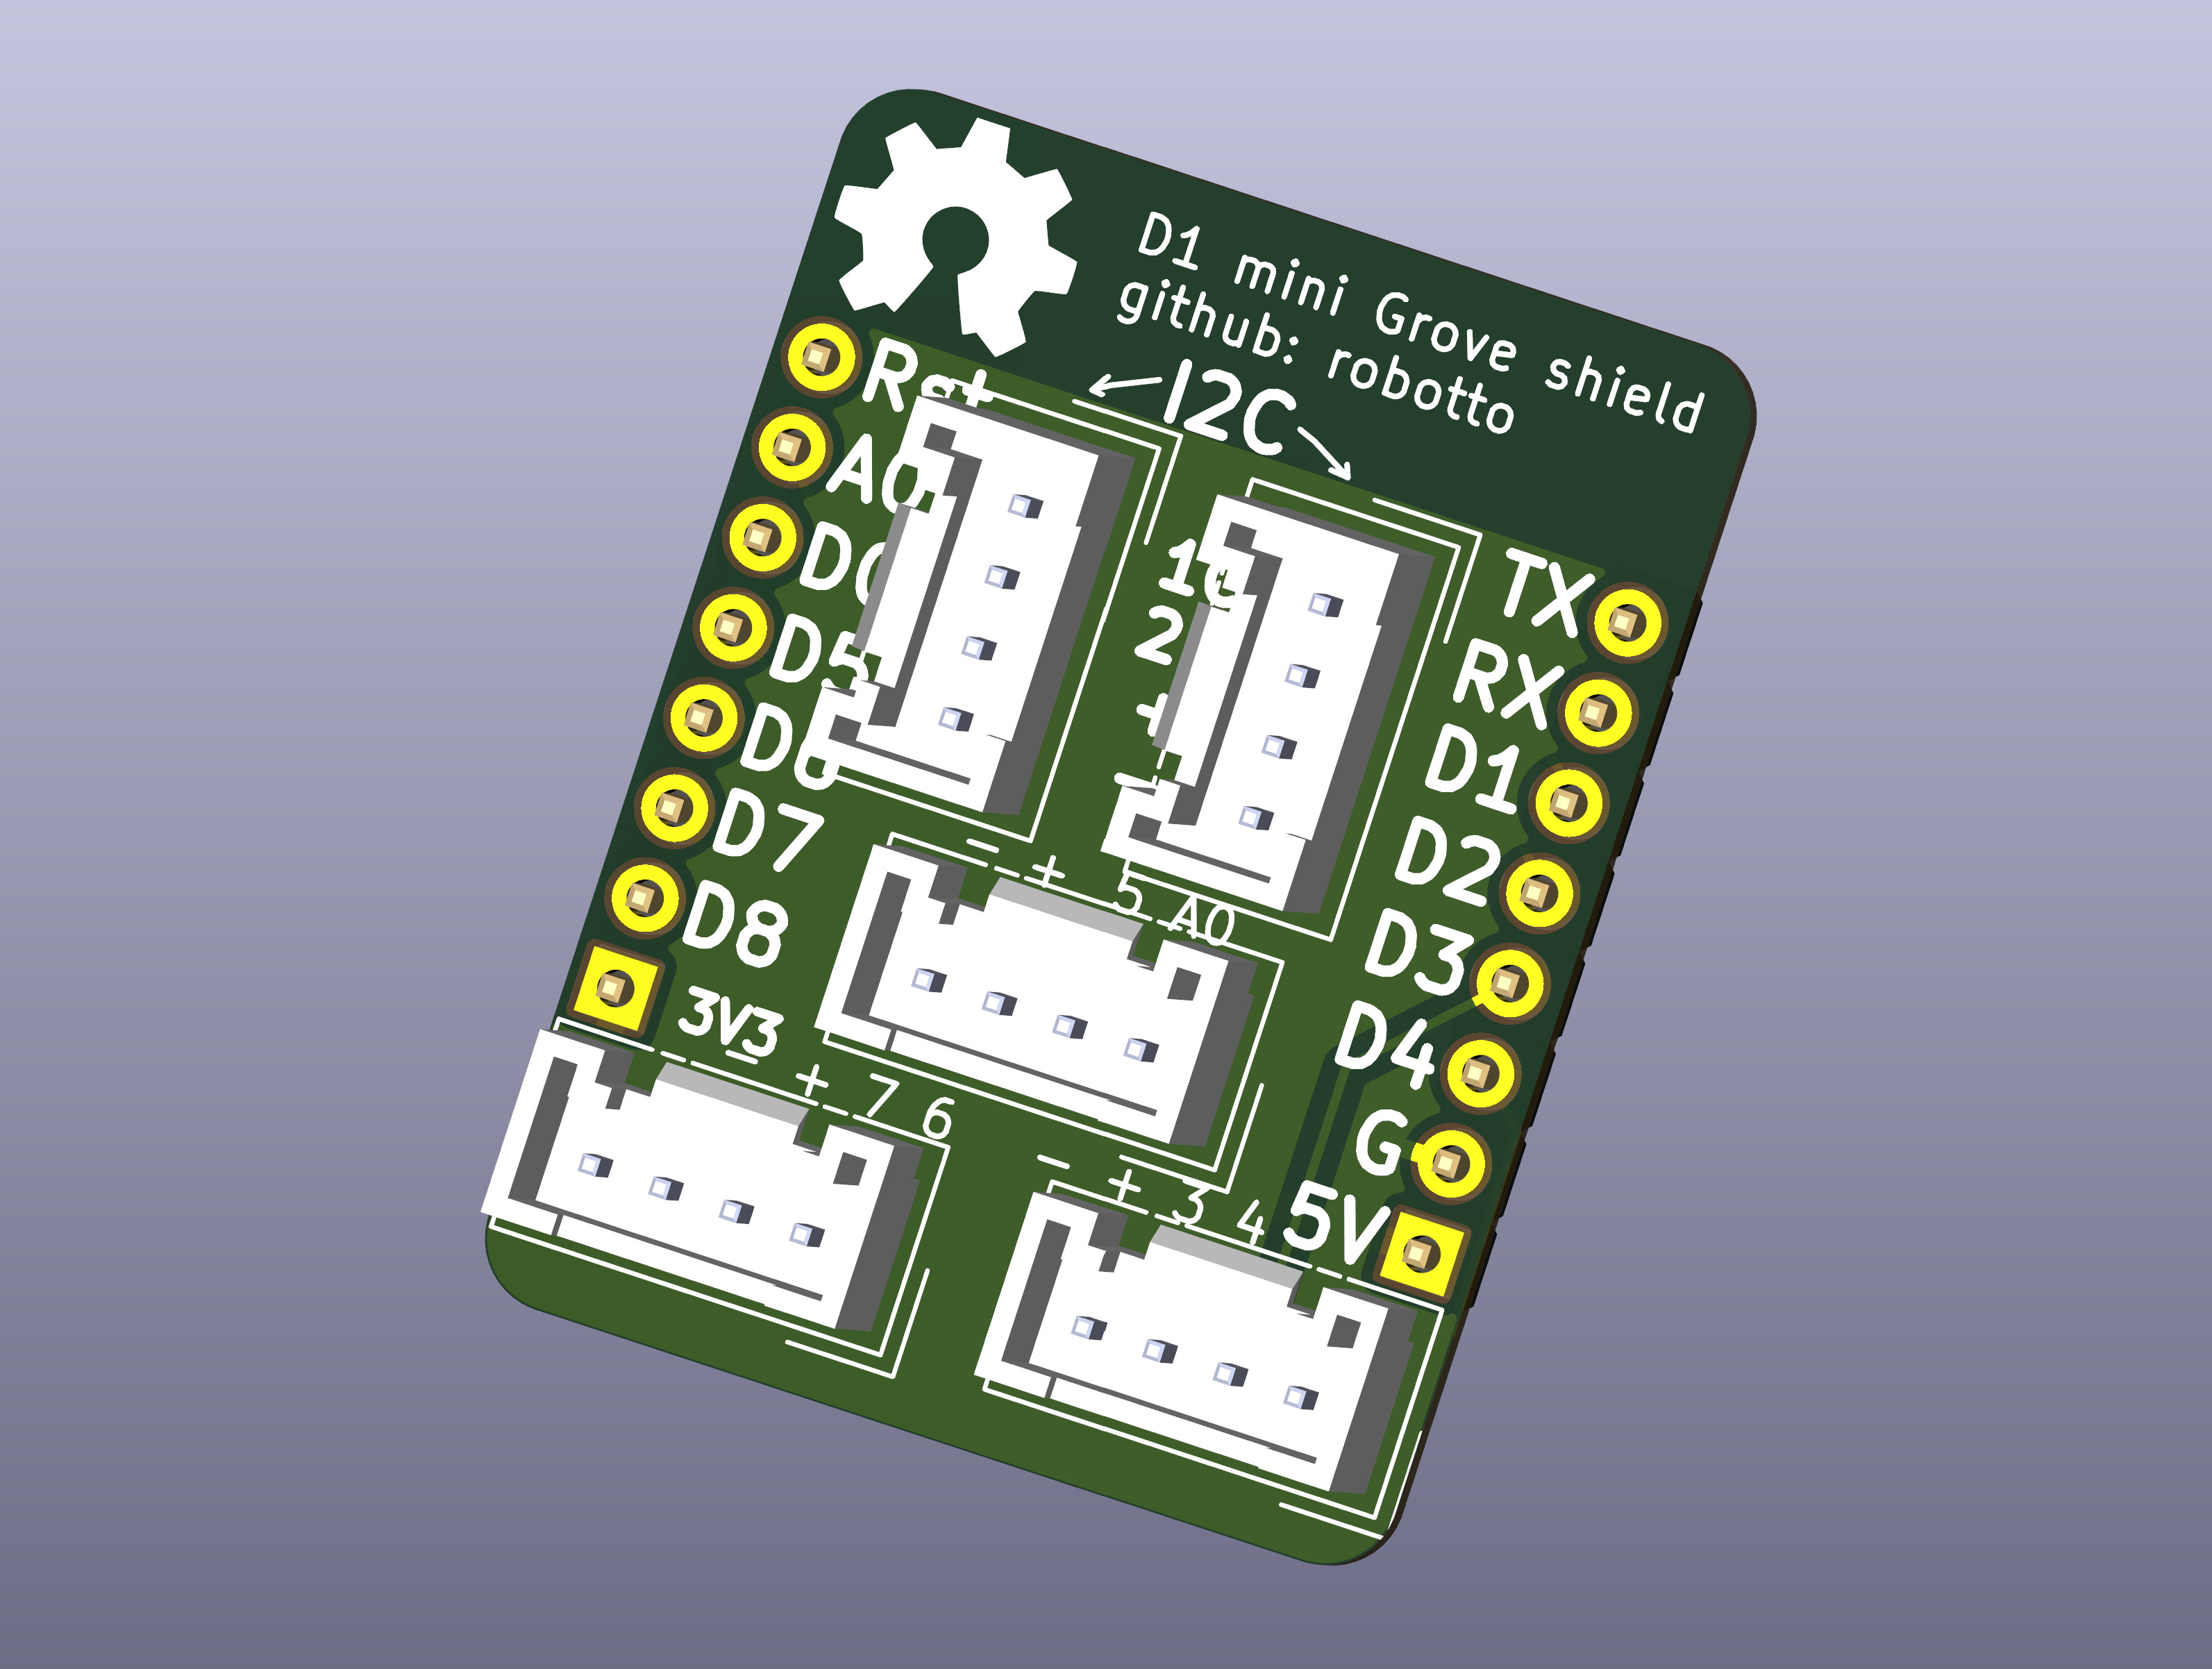 D1 mini Grove shield
github: robotto
I2C
Rst
A0
D0
D5
D6
D7
D8
3V3
TX
RX
D1
D2
D3
D4
G
5V
1
2
+
-
- + 5 A0
- + 7 6
- + 3 4